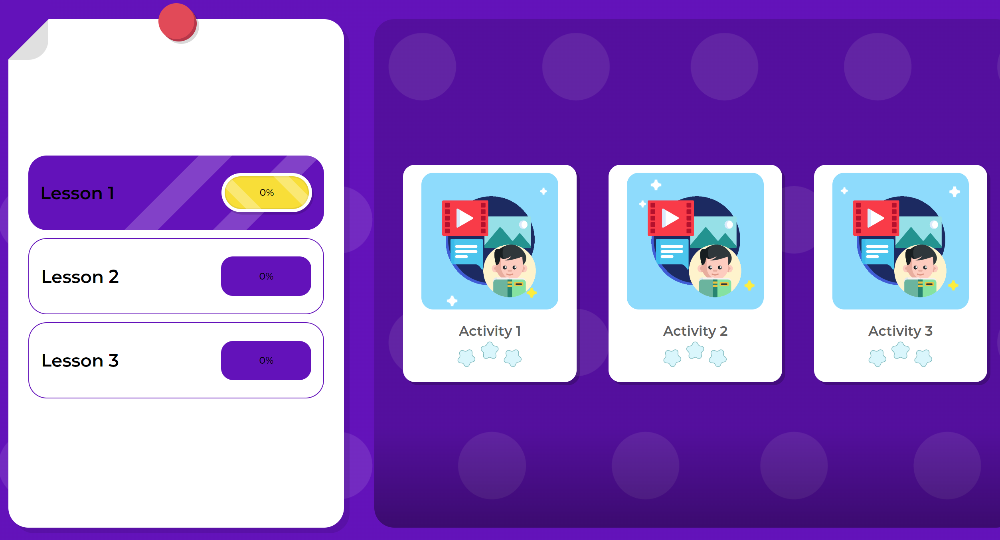 Lesson 1
0%
Lesson 2
0%
Lesson 3
0%
Activity 1
Activity 2
Activity 3